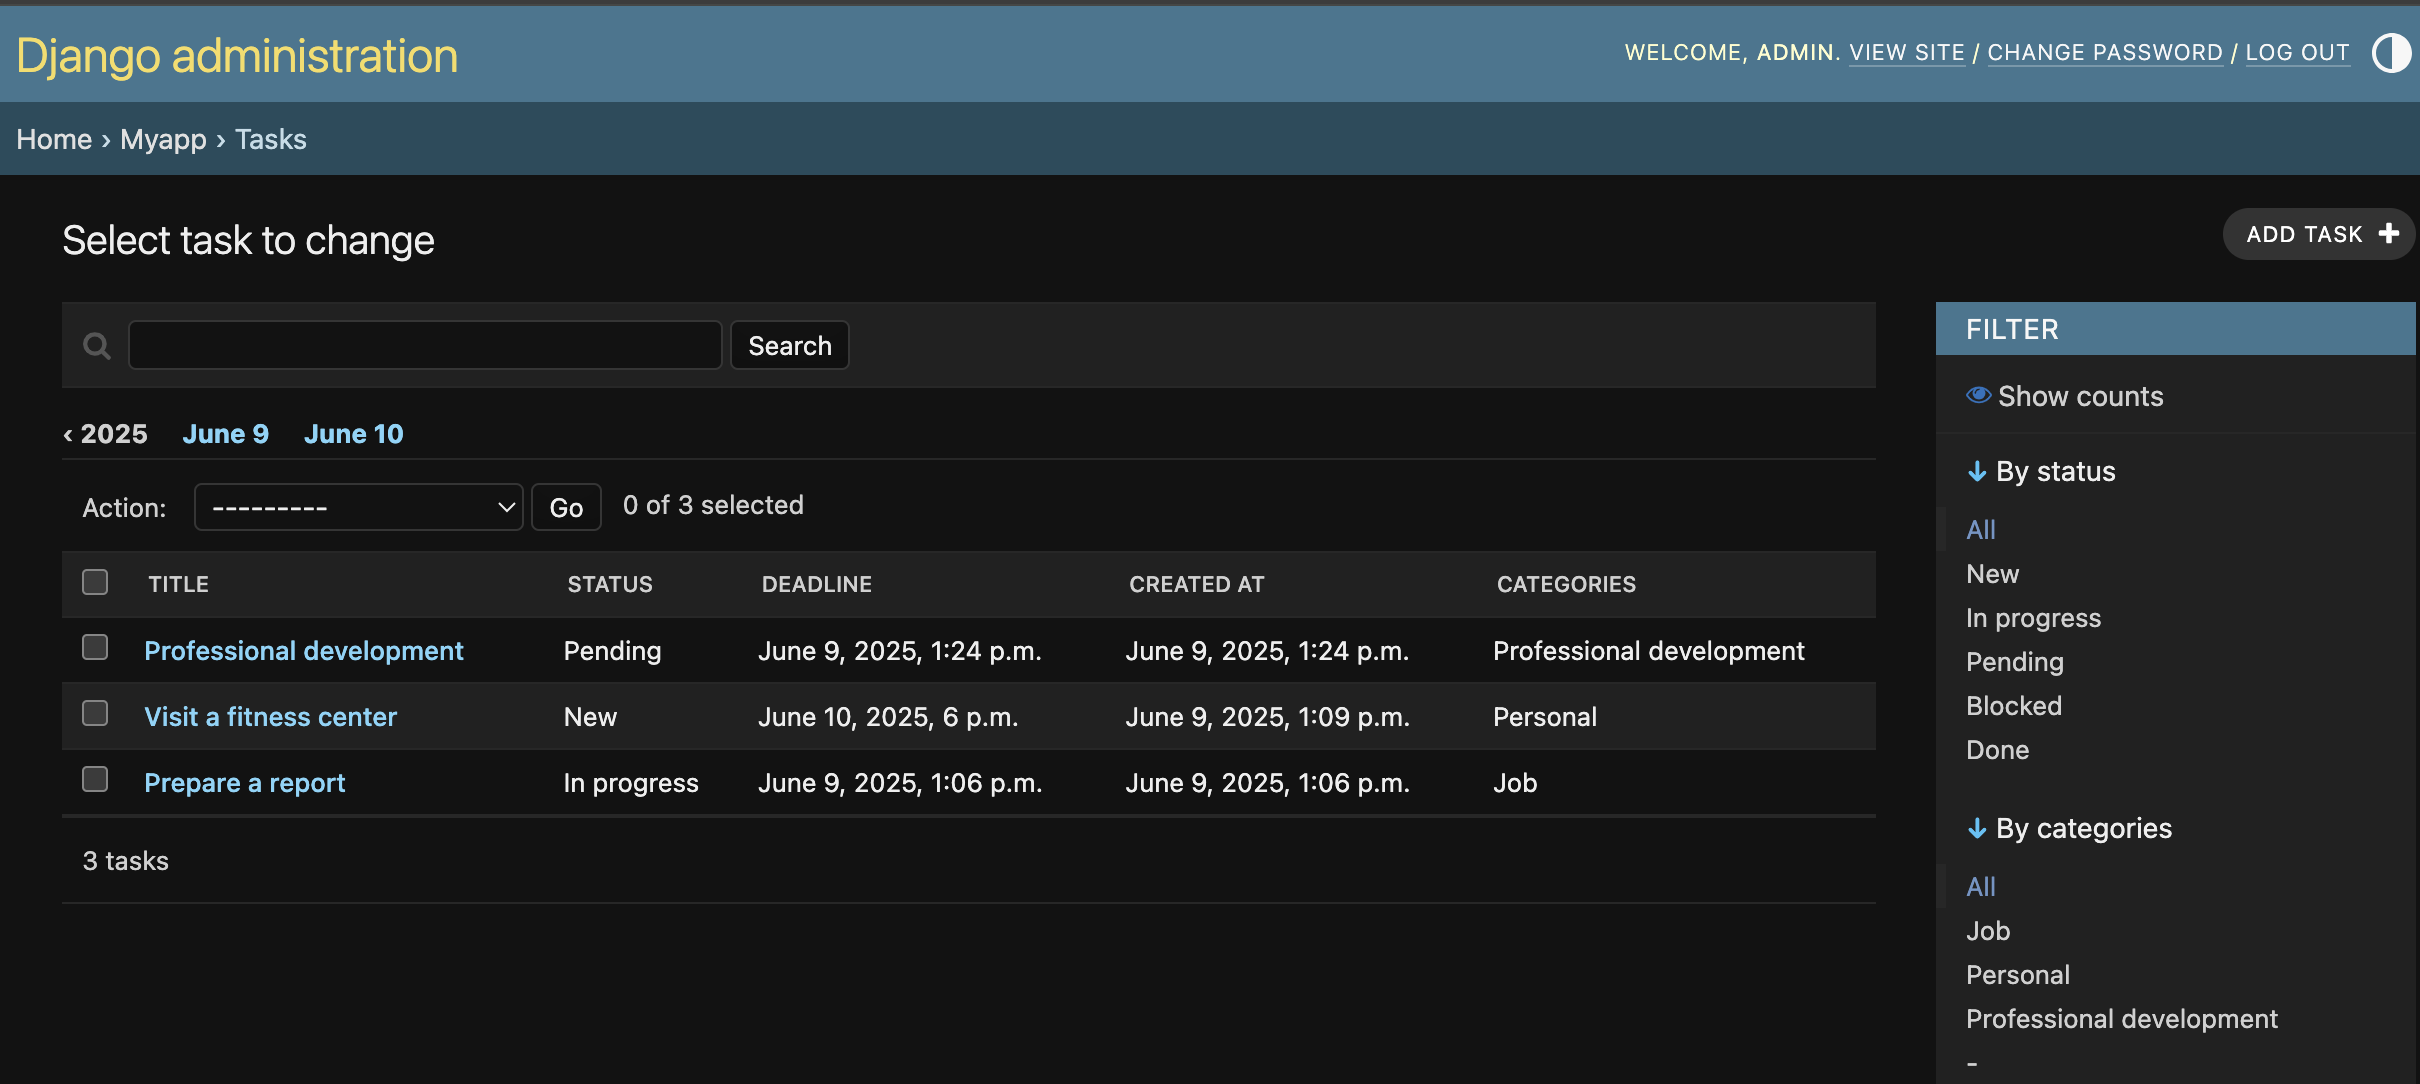 Django administration
WELCOME, ADMIN. VIEW SITE / CHANGE PASSWORD / LOG OUT
Home › Myapp › Tasks
Select task to change
ADD TASK +
Search
‹ 2025 June 9 June 10
Action: --------- Go 0 of 3 selected
TITLE STATUS DEADLINE CREATED AT CATEGORIES
Professional development Pending June 9, 2025, 1:24 p.m. June 9, 2025, 1:24 p.m. Professional development
Visit a fitness center New June 10, 2025, 6 p.m. June 9, 2025, 1:09 p.m. Personal
Prepare a report In progress June 9, 2025, 1:06 p.m. June 9, 2025, 1:06 p.m. Job
3 tasks
FILTER
Show counts
↓ By status
All
New
In progress
Pending
Blocked
Done
↓ By categories
All
Job
Personal
Professional development
-